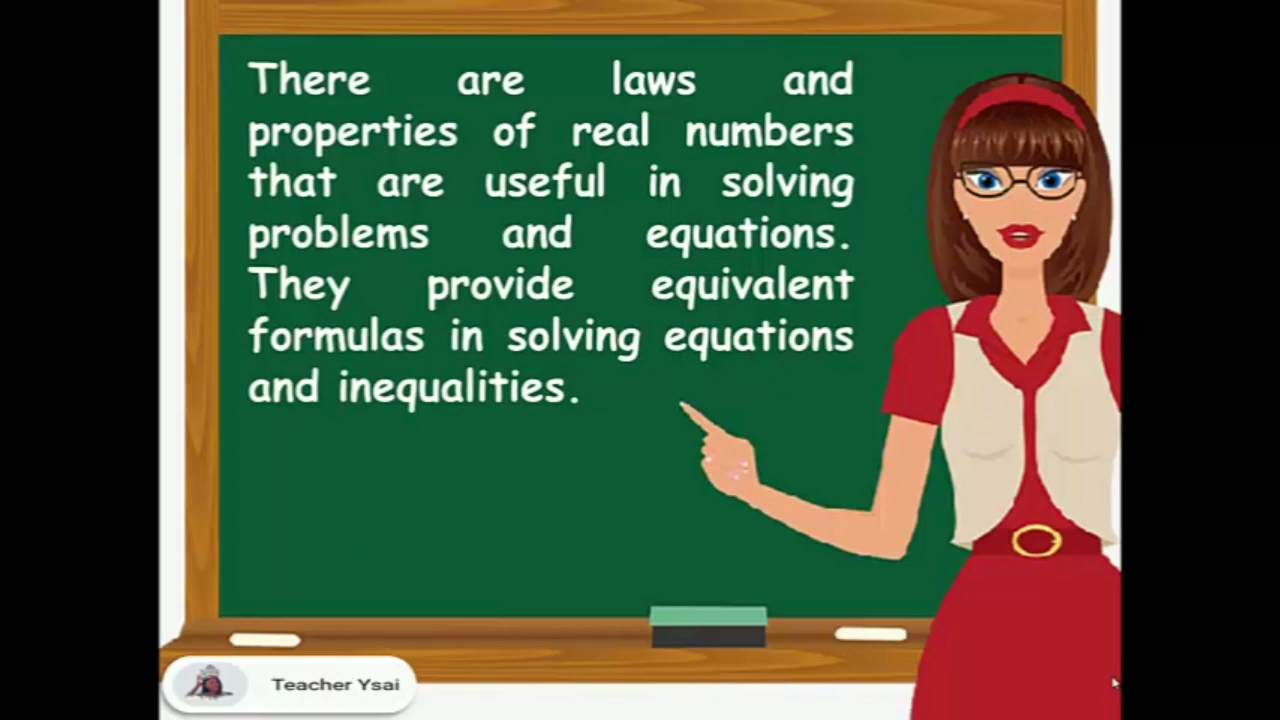 There are laws and
properties of real numbers
that are useful in solving
problems and equations.
They provide equivalent
formulas in solving equations
and inequalities.
Teacher Ysai